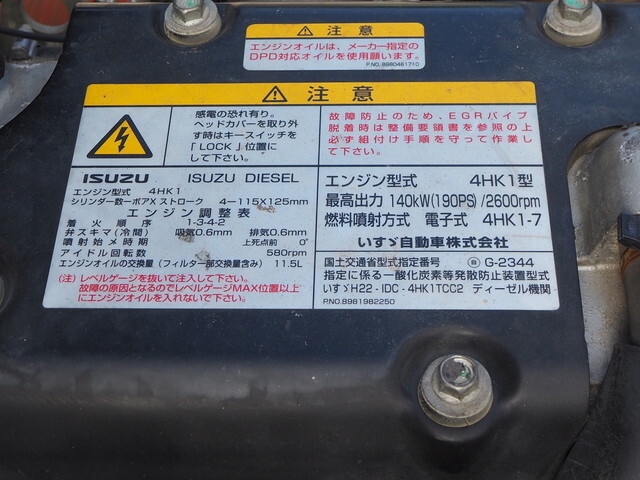 注意
エンジンオイルは、メーカー指定の
DPD対応オイルを使用願います。
P.NO.8980461710
注意
感電の恐れ有り。
ヘッドカバーを取り外
す時はキースイッチを
「LOCK」位置に
して下さい。
故障防止のため、EGRパイプ
脱着時は整備要領書を参照の上
必ず組付け手順を守って作業し
て下さい。
ISUZU ISUZU DIESEL
エンジン型式 4HK1
シリンダー数ーボアXストローク 4ー115X125mm
エンジン調整表
着火順序 1-3-4-2
弁スキマ(冷間) 吸気0.6mm 排気0.6mm
噴射始メ時期 上死点前 0°
アイドル回転数 580rpm
エンジンオイルの交換量(フィルター部交換量含み) 11.5L
(注)レベルゲージを抜いて注入して下さい。
故障の原因となるのでレベルゲージMAX位置以上
にエンジンオイルを入れないで下さい。
エンジン型式 4HK1型
最高出力 140kW(190PS)/2600rpm
燃料噴射方式 電子式 4HK1-7
いすゞ自動車株式会社
国土交通省型式指定番号 G-2344
指定に係る一酸化炭素等発散防止装置型式
いすゞH22-IDC-4HK1TCC2 ディーゼル機関
P.NO.8981982250